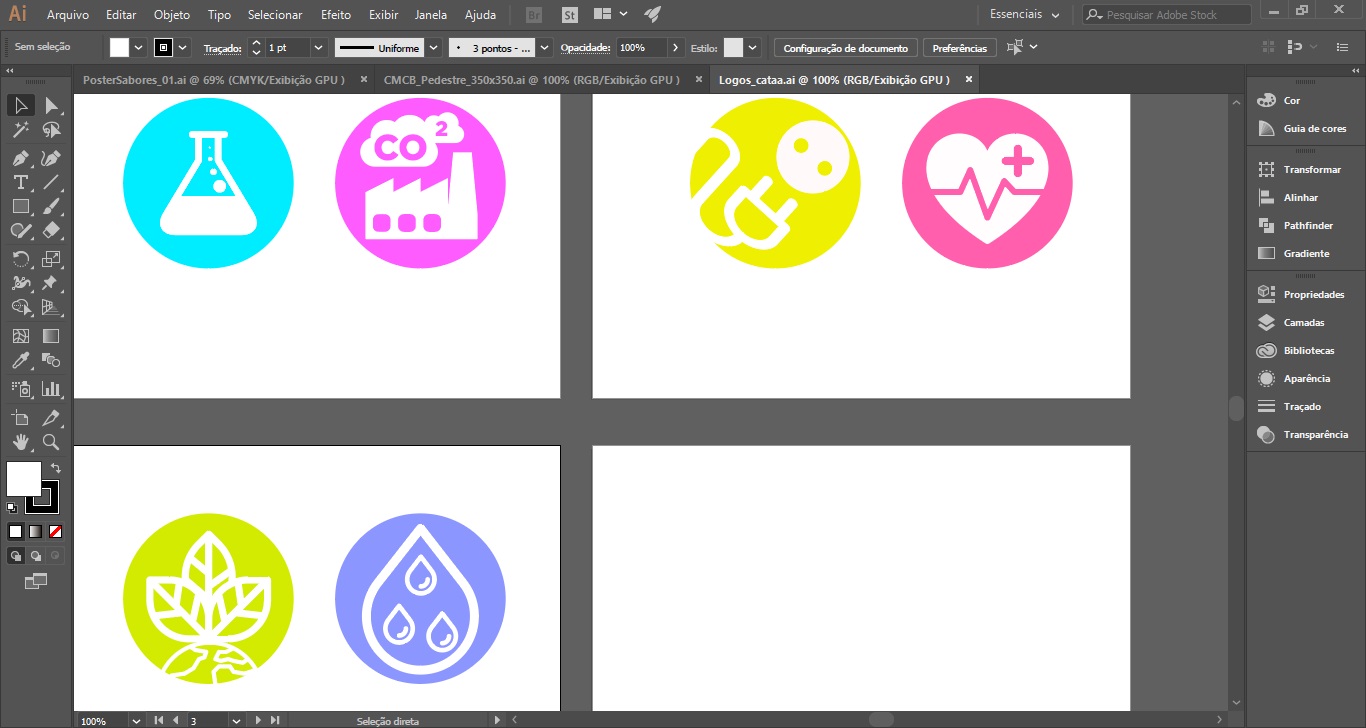 Ai Arquivo Editar Objeto Tipo Selecionar Efeito Exibir Janela Ajuda Br St Essenciais Pesquisar Adobe Stock
Sem seleção Traçado: 1 pt Uniforme 3 pontos - ... Opacidade: 100% Estilo: Configuração de documento Preferências
PosterSabores_01.ai @ 69% (CMYK/Exibição GPU ) × CMCB_Pedestre_350x350.ai @ 100% (RGB/Exibição GPU ) × Logos_cataa.ai @ 100% (RGB/Exibição GPU ) ×
Cor
Guia de cores
Transformar
Alinhar
Pathfinder
Gradiente
Propriedades
Camadas
Bibliotecas
Aparência
Traçado
Transparência
CO2
100% 3 Seleção direta